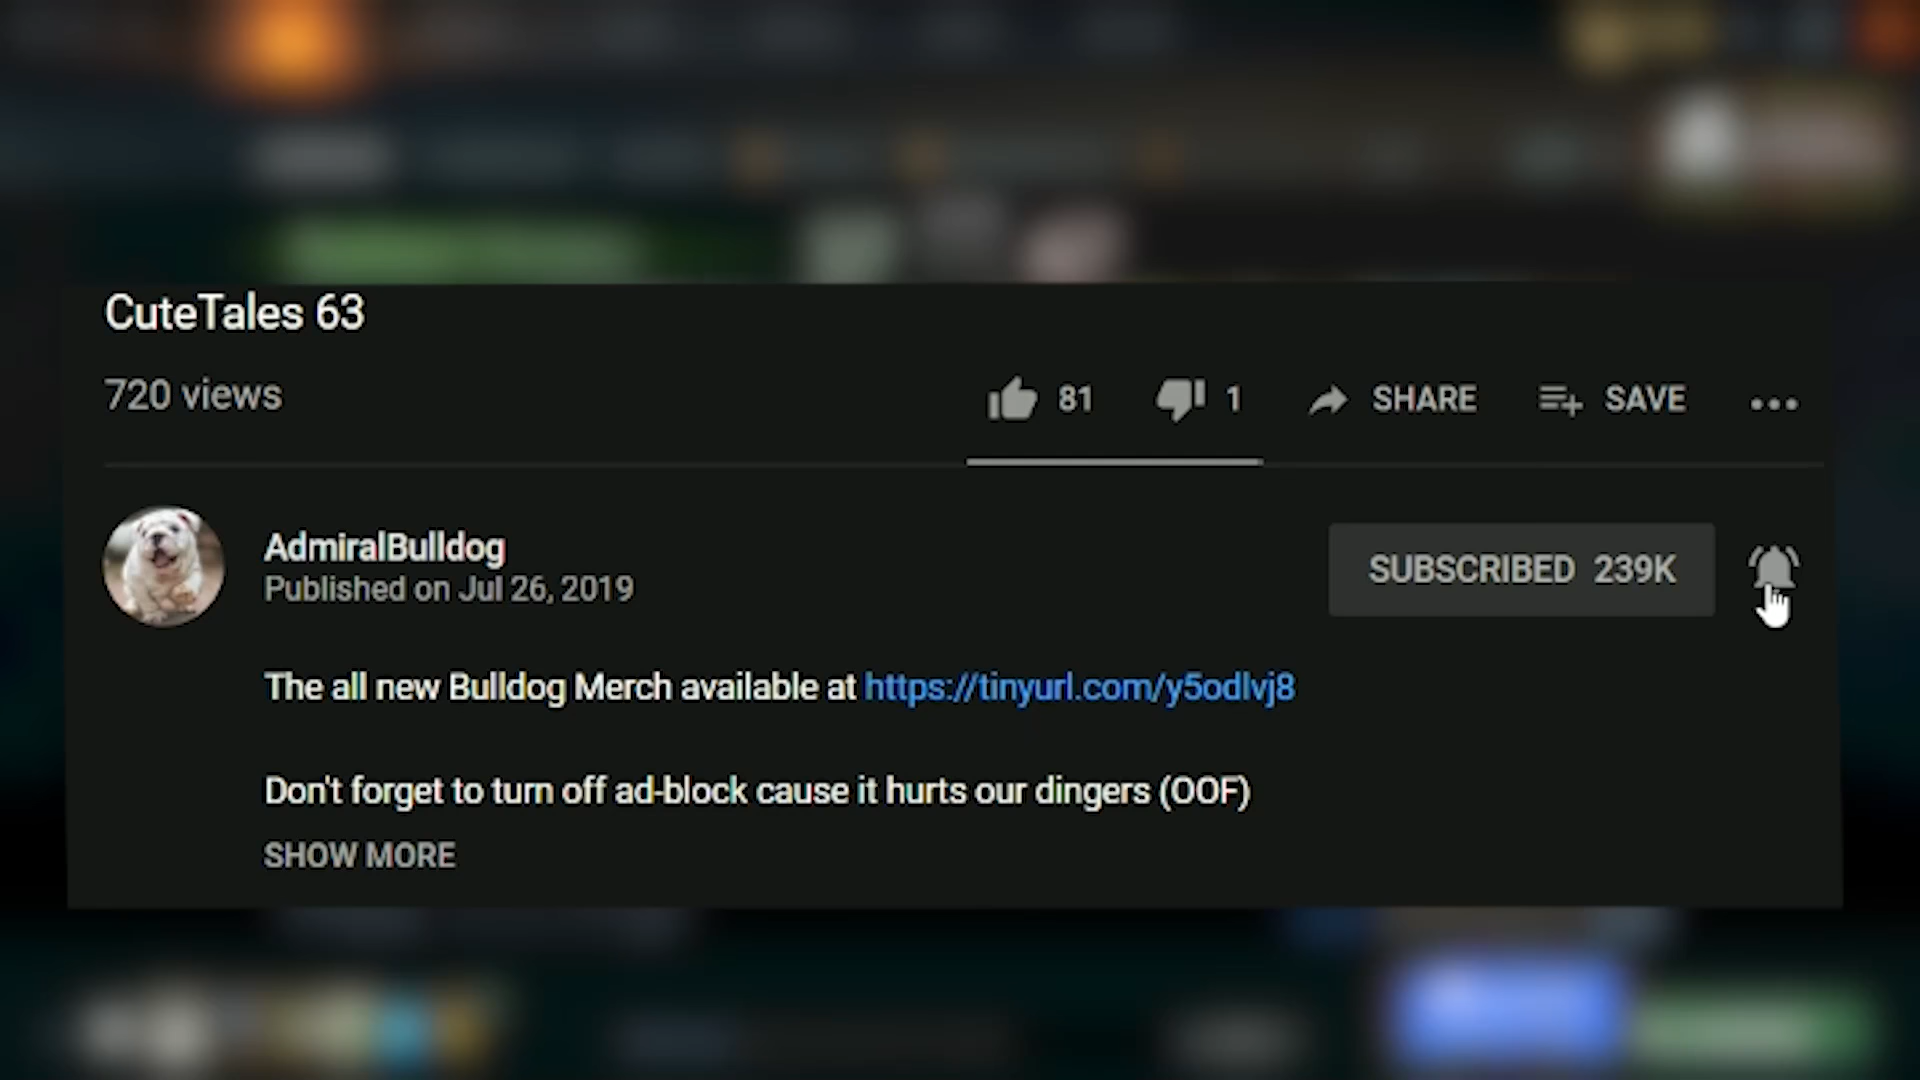 CuteTales 63
720 views
81 1 SHARE SAVE
AdmiralBulldog
Published on Jul 26, 2019
SUBSCRIBED 239K
The all new Bulldog Merch available at https://tinyurl.com/y5odlvj8
Don't forget to turn off ad-block cause it hurts our dingers (OOF)
SHOW MORE